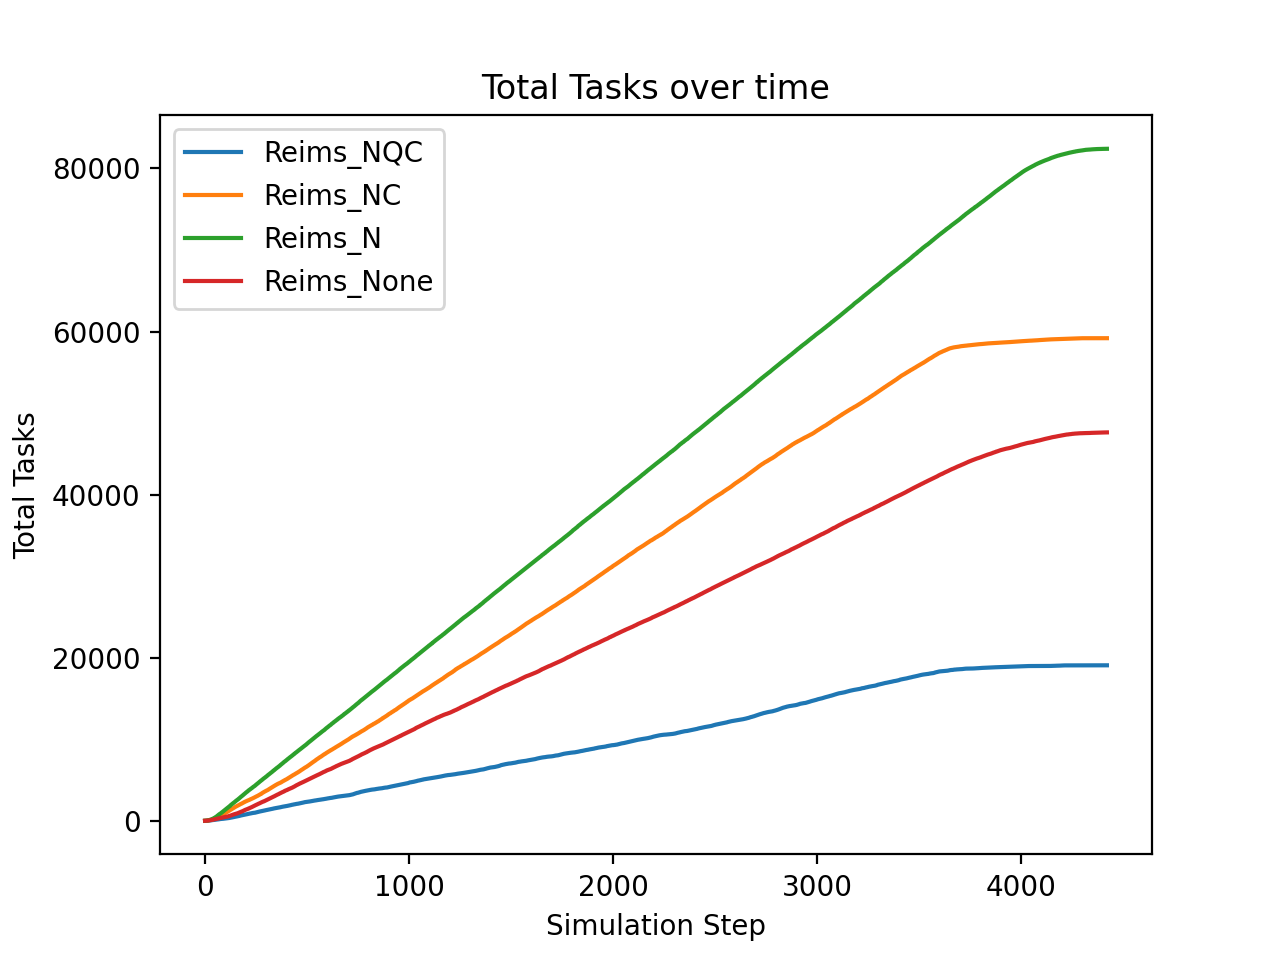 Total Tasks over time
Reims_NQC
Reims_NC
Reims_N
Reims_None
80000
60000
40000
20000
0
Total Tasks
0 1000 2000 3000 4000
Simulation Step